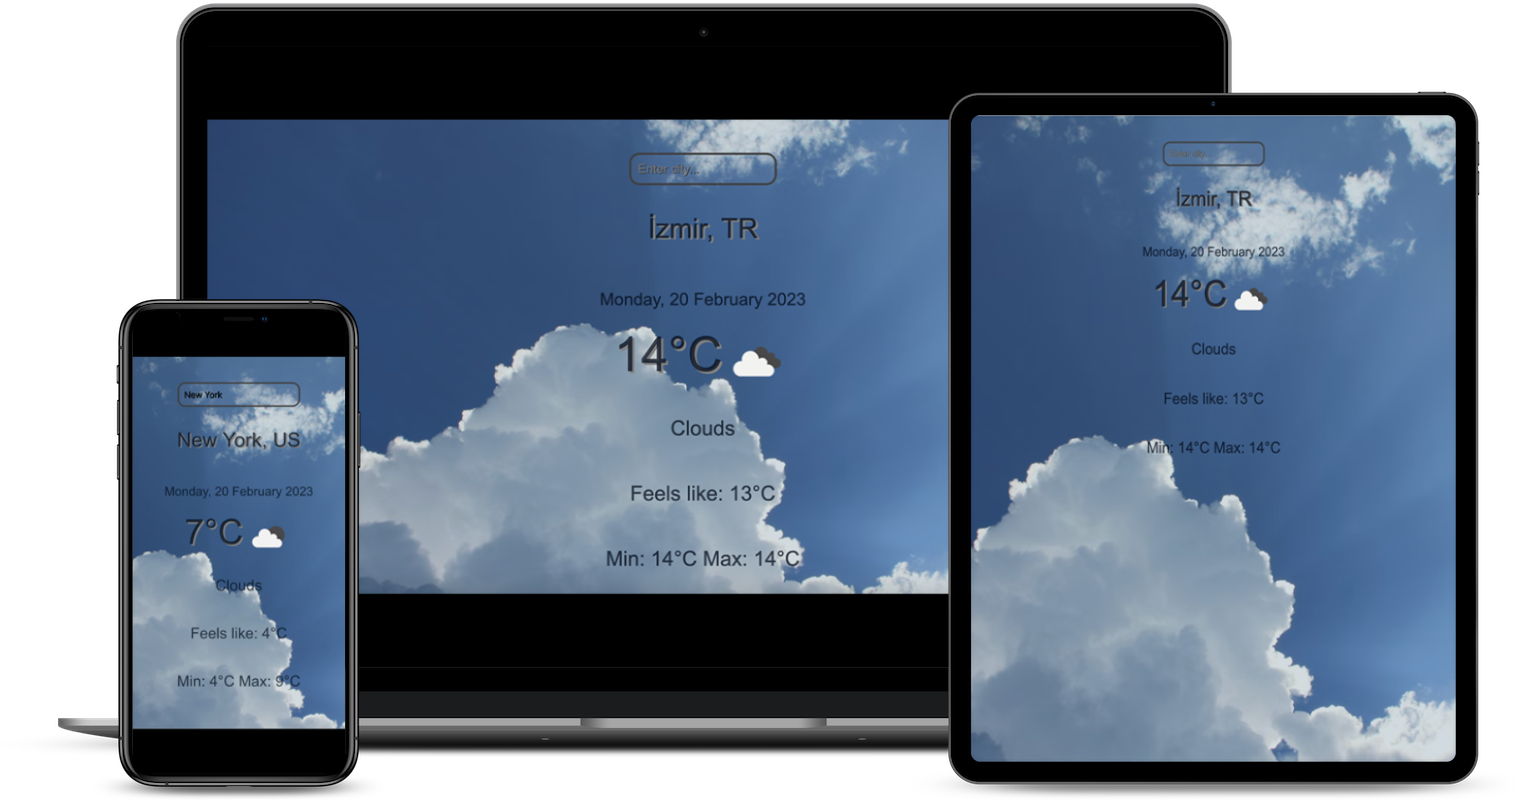 Enter city...
İzmir, TR
Monday, 20 February 2023
14°C
Clouds
Feels like: 13°C
Min: 14°C Max: 14°C
New York
New York, US
Monday, 20 February 2023
7°C
Clouds
Feels like: 4°C
Min: 4°C Max: 9°C
Enter city...
İzmir, TR
Monday, 20 February 2023
14°C
Clouds
Feels like: 13°C
Min: 14°C Max: 14°C